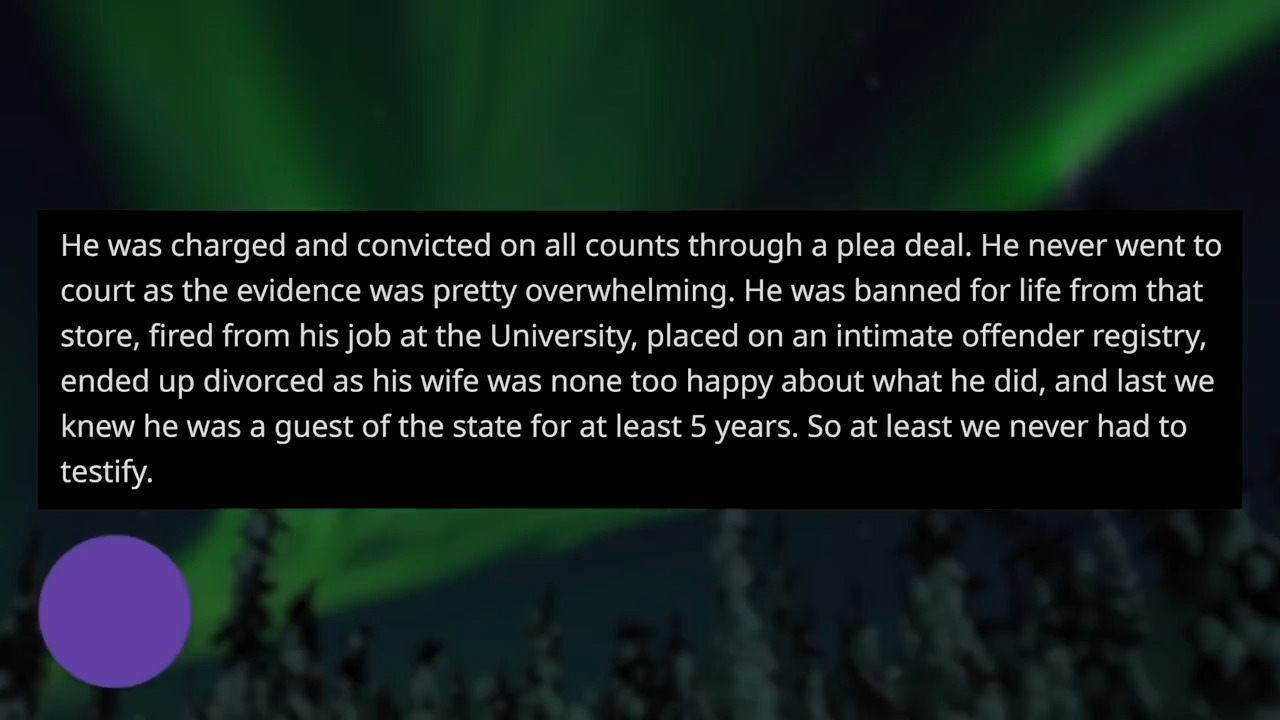 He was charged and convicted on all counts through a plea deal. He never went to
court as the evidence was pretty overwhelming. He was banned for life from that
store, fired from his job at the University, placed on an intimate offender registry,
ended up divorced as his wife was none too happy about what he did, and last we
knew he was a guest of the state for at least 5 years. So at least we never had to
testify.